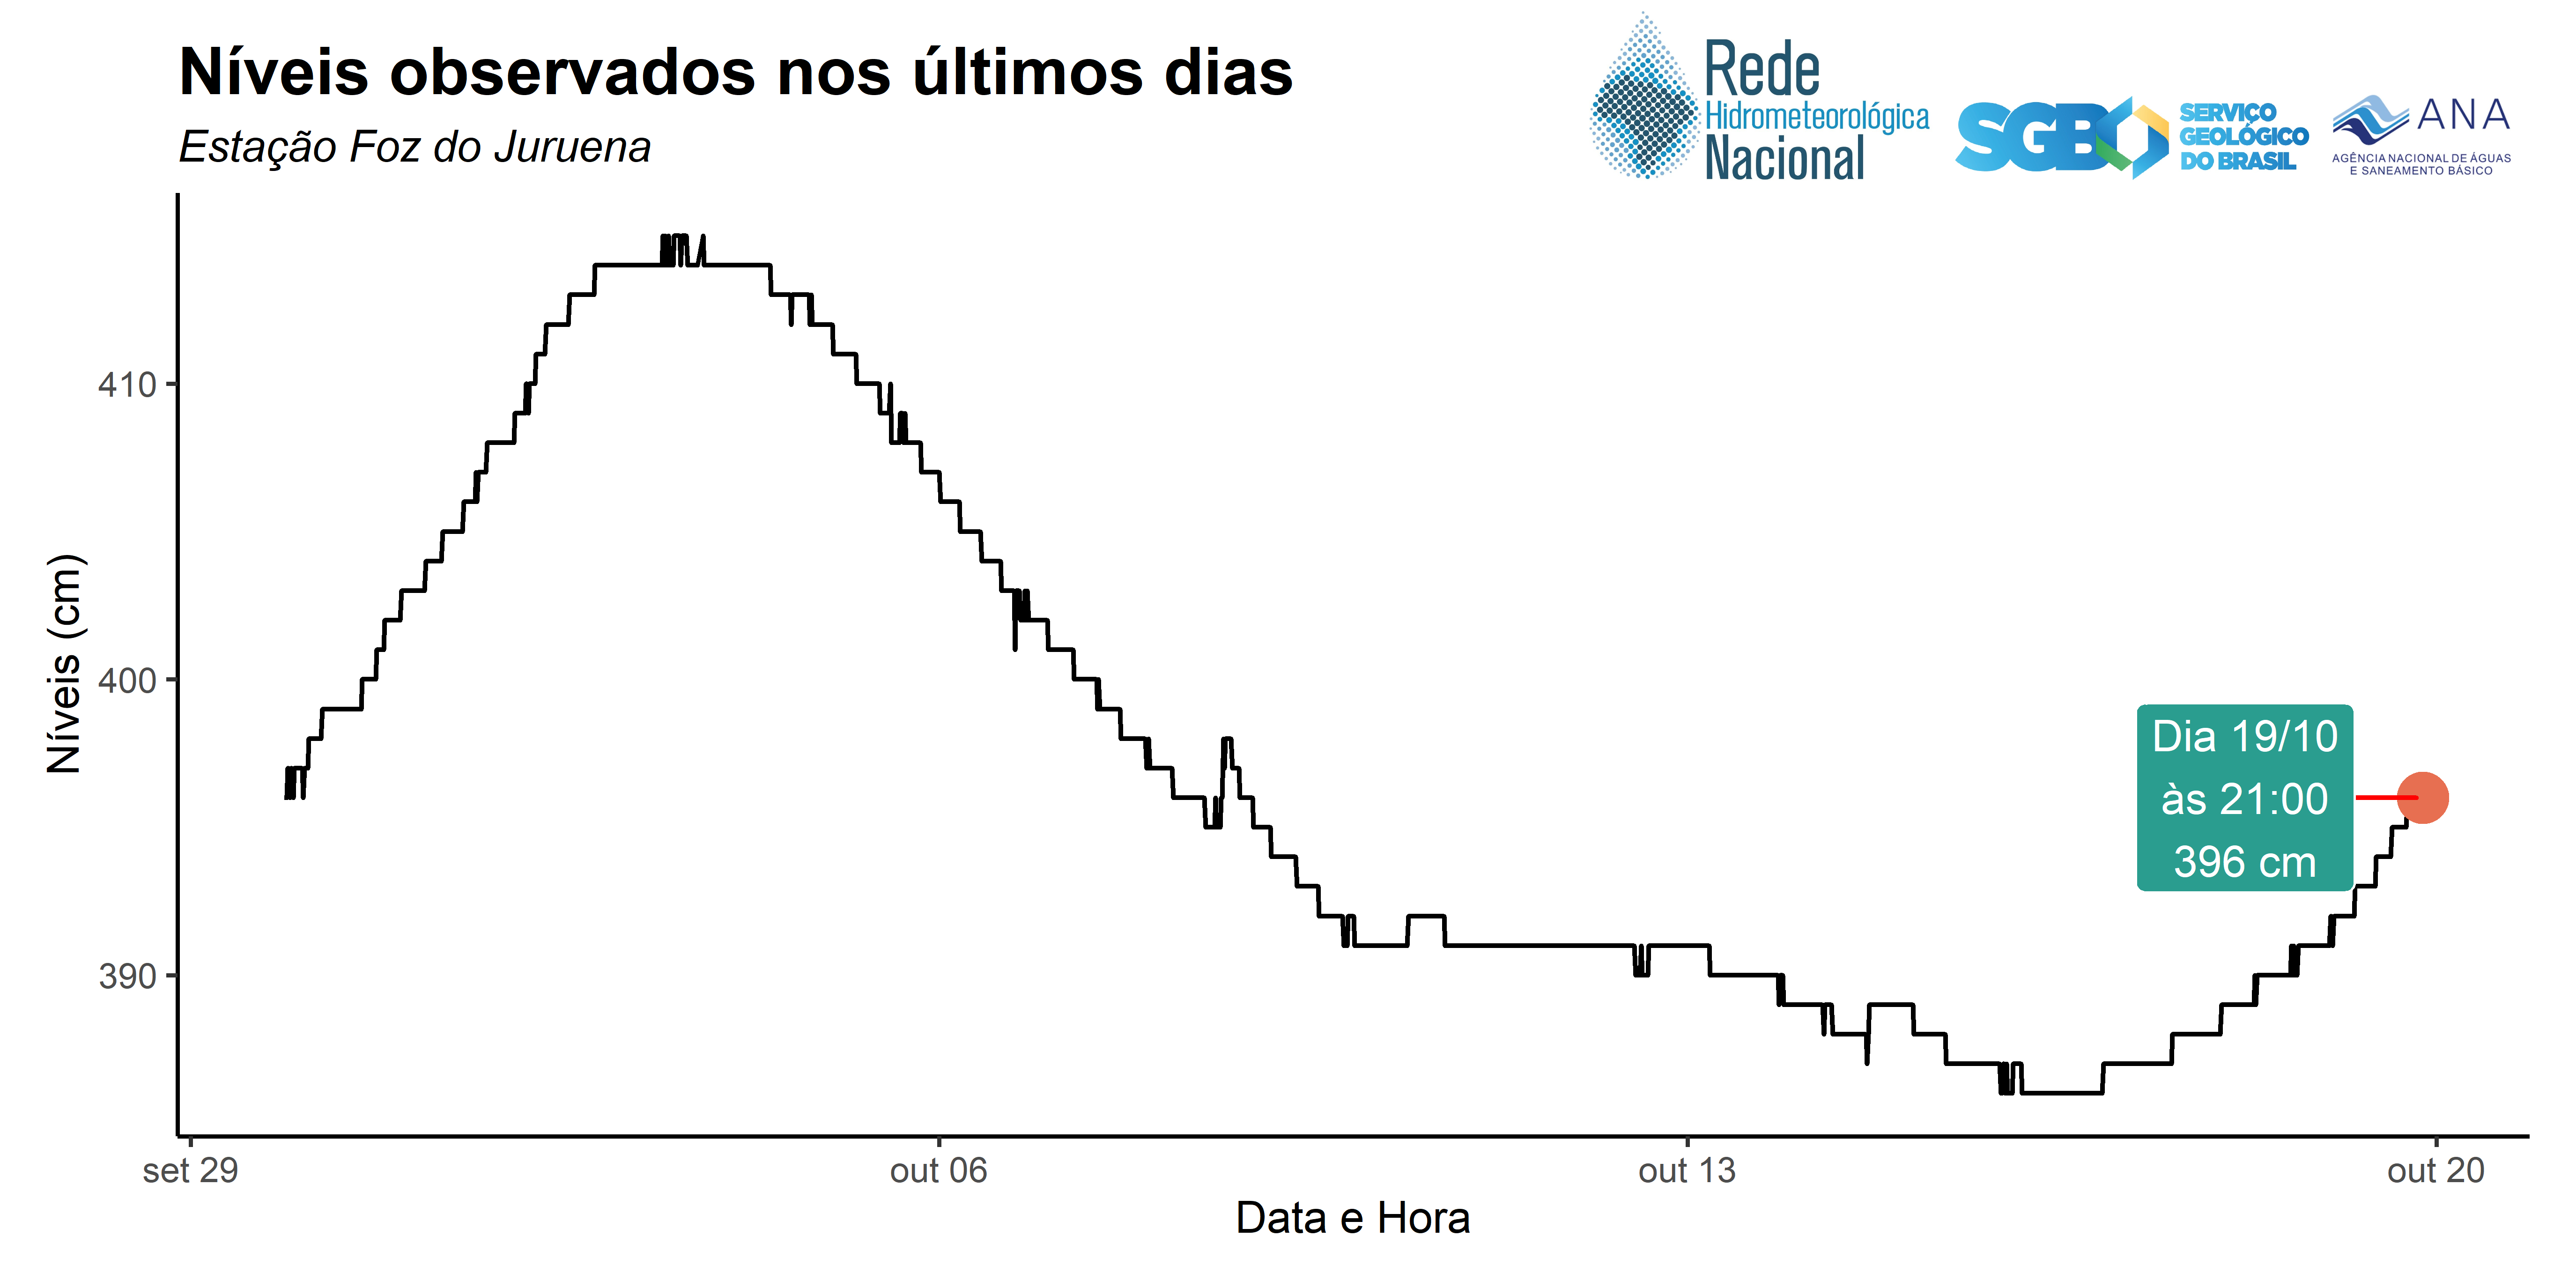 Níveis observados nos últimos dias
Estação Foz do Juruena
Rede
Hidrometeorológica
Nacional
SGB
SERVIÇO
GEOLÓGICO
DO BRASIL
ANA
AGÊNCIA NACIONAL DE ÁGUAS
E SANEAMENTO BÁSICO
Níveis (cm)
410
400
390
Dia 19/10
às 21:00
396 cm
set 29
out 06
out 13
out 20
Data e Hora